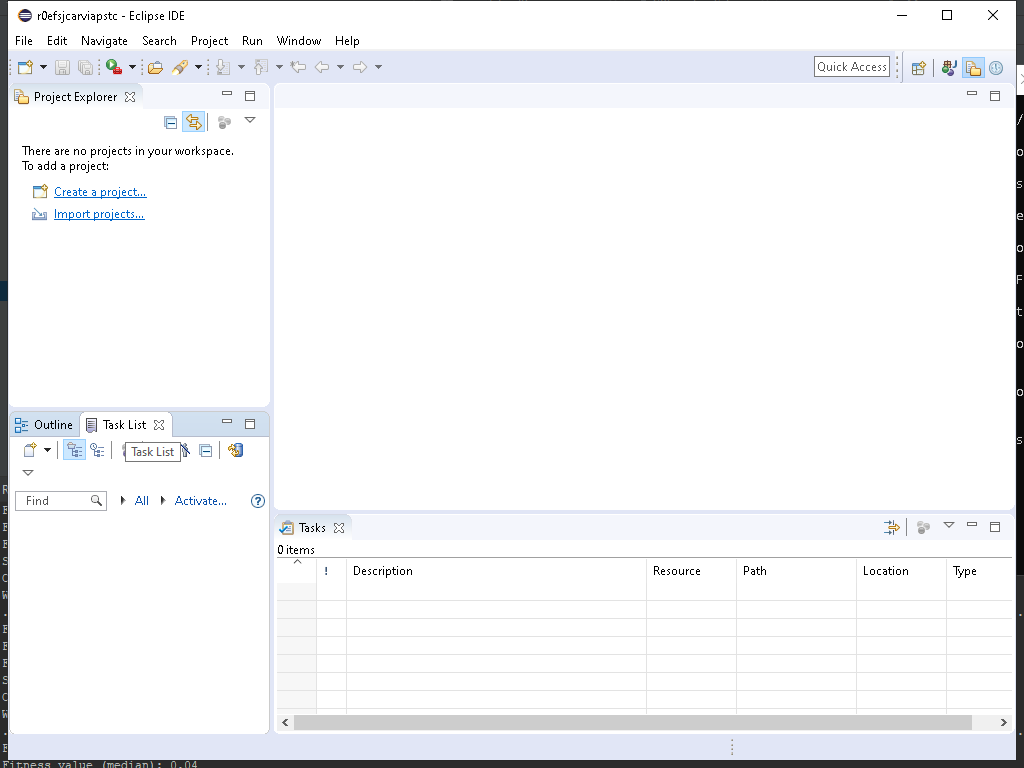 r0efsjcarviapstc - Eclipse IDE
File Edit Navigate Search Project Run Window Help
Quick Access
Project Explorer
There are no projects in your workspace.
To add a project:
Create a project...
Import projects...
Outline Task List
Task List
Find All Activate...
Tasks
0 items
! Description Resource Path Location Type
Fitness value (median): 0.04